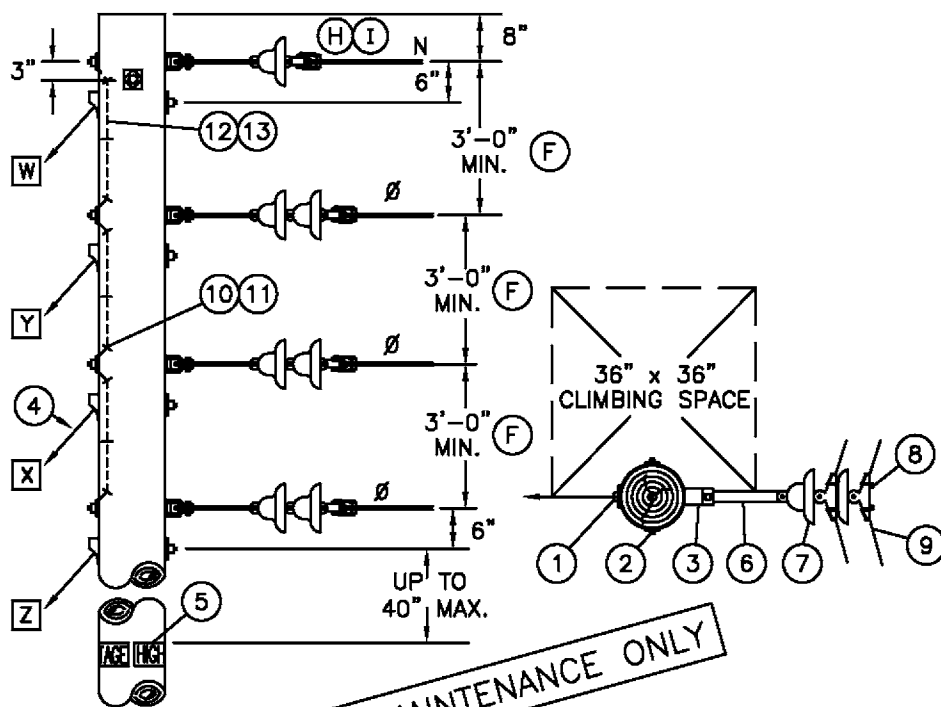 H I
N
8"
3"
6"
12 13
3'-0"
MIN. F
W
Ø
Y
3'-0"
MIN. F
10 11
Ø
36" x 36"
CLIMBING SPACE
4
3'-0"
MIN. F
X
Ø
8
6"
1 2 3 6 7 9
Z
UP TO
40" MAX.
5
TAGE HIGH
ONLY